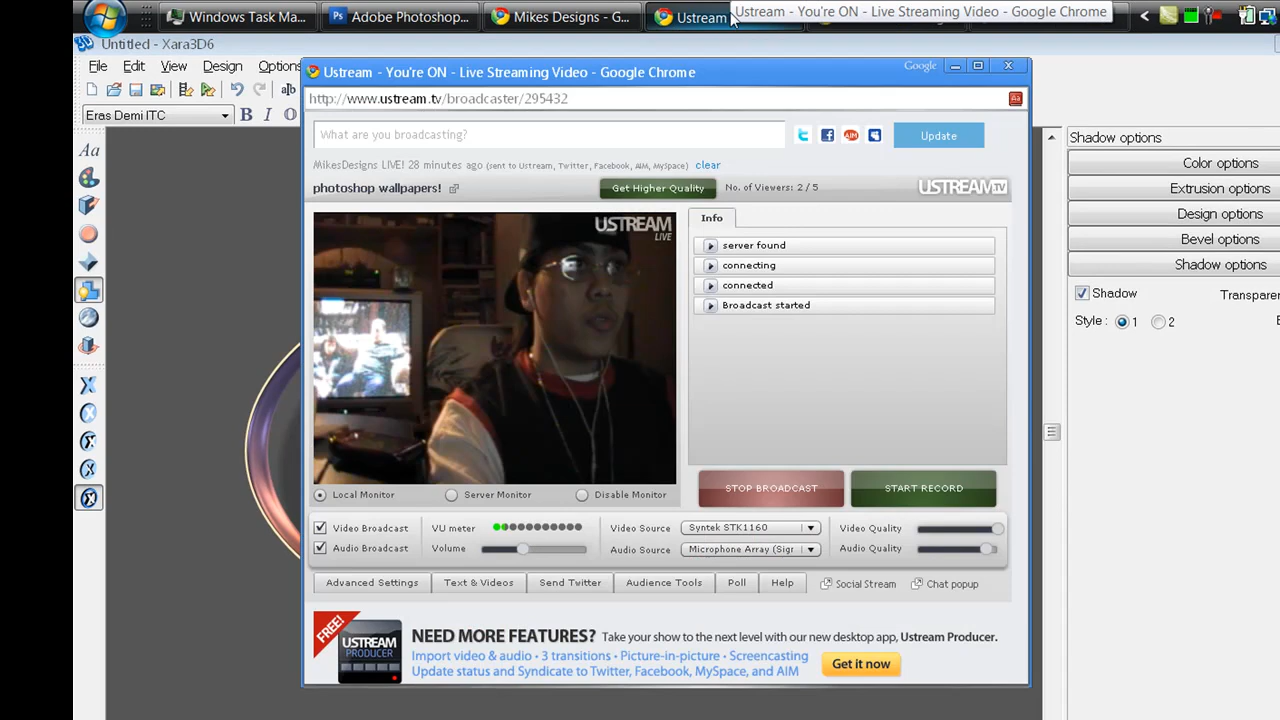 Windows Task Ma...
Adobe Photoshop...
Mikes Designs - G...
Ustream
Ustream - You're ON - Live Streaming Video - Google Chrome
Untitled - Xara3D6
File Edit View Design Options
Eras Demi ITC
B I O
Aa
Ustream - You're ON - Live Streaming Video - Google Chrome
Google
http://www.ustream.tv/broadcaster/295432
What are you broadcasting?
AIM
Update
MikesDesigns LIVE! 28 minutes ago (sent to Ustream, Twitter, Facebook, AIM, MySpace) clear
photoshop wallpapers!
Get Higher Quality
No. of Viewers: 2 / 5
USTREAM TV
USTREAM
LIVE
Info
server found
connecting
connected
Broadcast started
STOP BROADCAST
START RECORD
Local Monitor
Server Monitor
Disable Monitor
Video Broadcast
VU meter
Video Source
Syntek STK1160
Video Quality
Audio Broadcast
Volume
Audio Source
Microphone Array (Sigr
Audio Quality
Advanced Settings
Text & Videos
Send Twitter
Audience Tools
Poll
Help
Social Stream
Chat popup
FREE!
USTREAM
PRODUCER
NEED MORE FEATURES? Take your show to the next level with our new desktop app, Ustream Producer.
Import video & audio • 3 transitions • Picture-in-picture • Screencasting
Update status and Syndicate to Twitter, Facebook, MySpace, and AIM
Get it now
Shadow options
Color options
Extrusion options
Design options
Bevel options
Shadow options
Shadow
Transpare
Style : 1 2